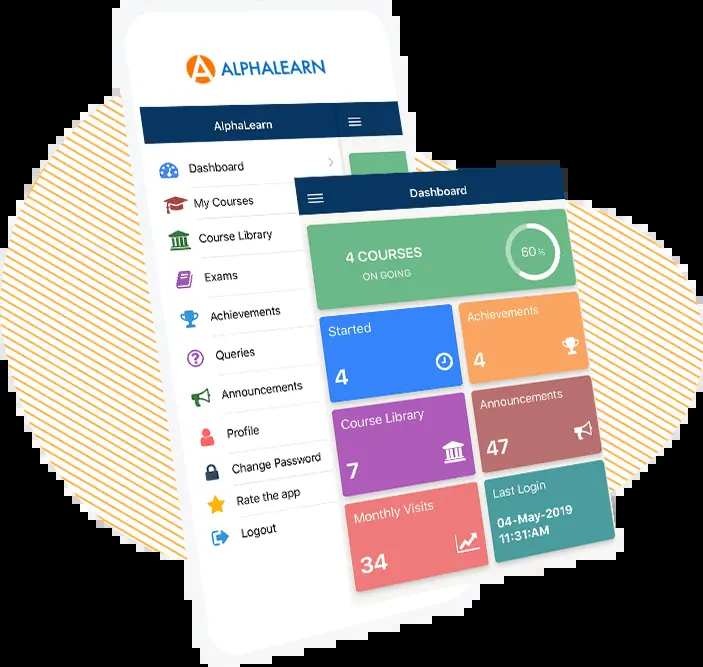 ALPHALEARN
AlphaLearn
Dashboard
My Courses
Course Library
Exams
Achievements
Queries
Announcements
Profile
Change Password
Rate the app
Logout
Dashboard
4 COURSES
ON GOING
60%
Started
4
Achievements
4
Course Library
7
Announcements
47
Monthly Visits
34
Last Login
04-May-2019
11:31:AM